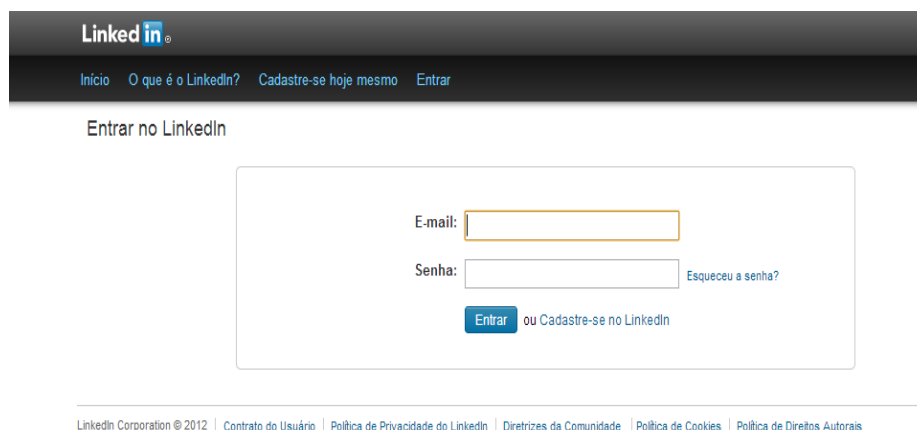 Linked in ®
Início O que é o LinkedIn? Cadastre-se hoje mesmo Entrar
Entrar no LinkedIn
E-mail:
Senha: Esqueceu a senha?
Entrar ou Cadastre-se no LinkedIn
LinkedIn Corporation © 2012 | Contrato do Usuário | Política de Privacidade do LinkedIn | Diretrizes da Comunidade | Política de Cookies | Política de Direitos Autorais